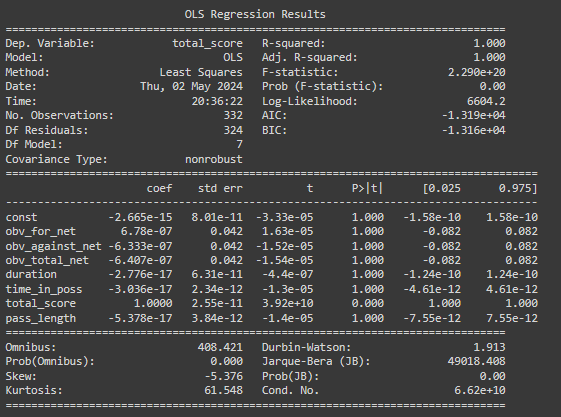 OLS Regression Results
Dep. Variable: total_score R-squared: 1.000
Model: OLS Adj. R-squared: 1.000
Method: Least Squares F-statistic: 2.290e+20
Date: Thu, 02 May 2024 Prob (F-statistic): 0.00
Time: 20:36:22 Log-Likelihood: 6604.2
No. Observations: 332 AIC: -1.319e+04
Df Residuals: 324 BIC: -1.316e+04
Df Model: 7
Covariance Type: nonrobust
coef std err t P>|t| [0.025 0.975]
const -2.665e-15 8.01e-11 -3.33e-05 1.000 -1.58e-10 1.58e-10
obv_for_net 6.78e-07 0.042 1.63e-05 1.000 -0.082 0.082
obv_against_net -6.333e-07 0.042 -1.52e-05 1.000 -0.082 0.082
obv_total_net -6.407e-07 0.042 -1.54e-05 1.000 -0.082 0.082
duration -2.776e-17 6.31e-11 -4.4e-07 1.000 -1.24e-10 1.24e-10
time_in_poss -3.036e-17 2.34e-12 -1.3e-05 1.000 -4.61e-12 4.61e-12
total_score 1.0000 2.55e-11 3.92e+10 0.000 1.000 1.000
pass_length -5.378e-17 3.84e-12 -1.4e-05 1.000 -7.55e-12 7.55e-12
Omnibus: 408.421 Durbin-Watson: 1.913
Prob(Omnibus): 0.000 Jarque-Bera (JB): 49018.408
Skew: -5.376 Prob(JB): 0.00
Kurtosis: 61.548 Cond. No. 6.62e+10